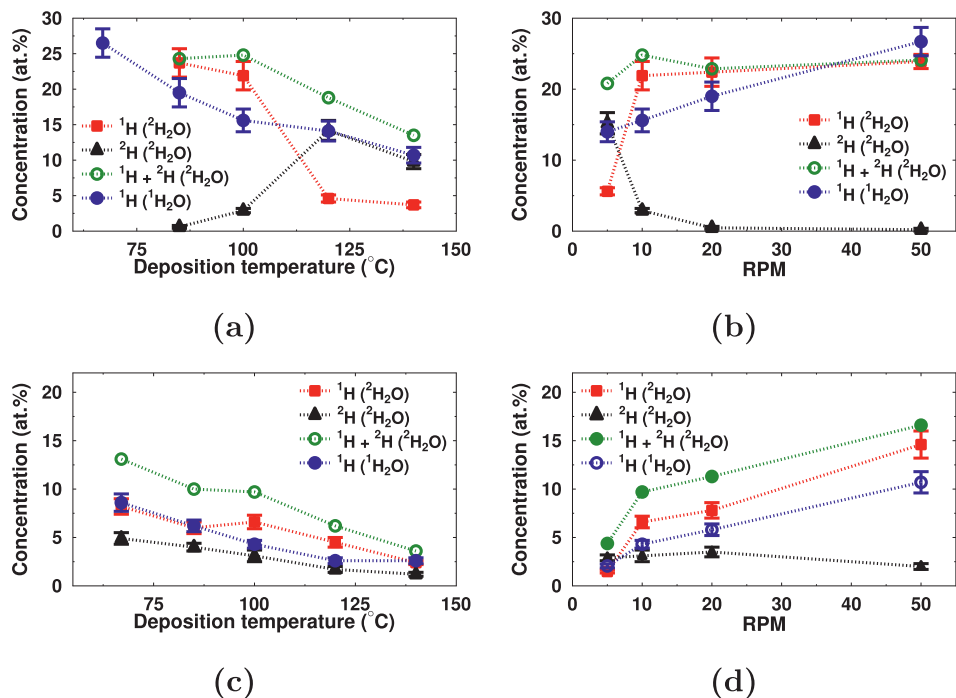 Concentration (at.%)
30
25
20
15
10
5
0
¹H (²H₂O)
²H (²H₂O)
¹H + ²H (²H₂O)
¹H (¹H₂O)
75 100 125 150
Deposition temperature (°C)
(a)
Concentration (at.%)
30
20
10
0
¹H (²H₂O)
²H (²H₂O)
¹H + ²H (²H₂O)
¹H (¹H₂O)
0 10 20 30 40 50
RPM
(b)
Concentration (at.%)
20
15
10
5
0
¹H (²H₂O)
²H (²H₂O)
¹H + ²H (²H₂O)
¹H (¹H₂O)
75 100 125 150
Deposition temperature (°C)
(c)
Concentration (at.%)
20
15
10
5
0
¹H (²H₂O)
²H (²H₂O)
¹H + ²H (²H₂O)
¹H (¹H₂O)
0 10 20 30 40 50
RPM
(d)